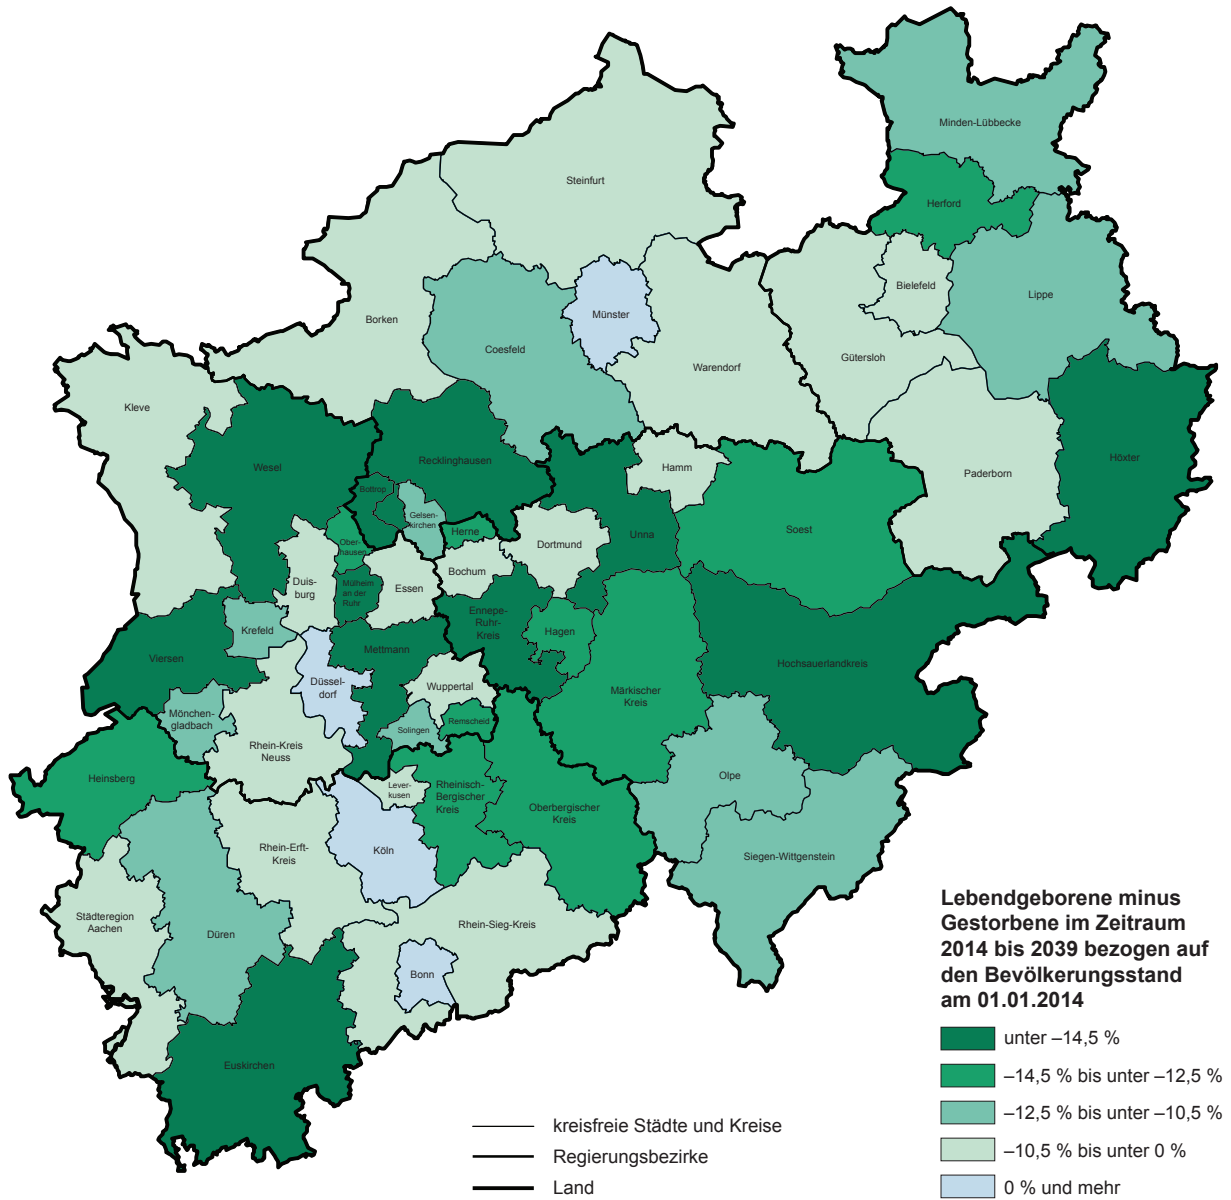 Minden-Lübbecke
Steinfurt
Herford
Bielefeld
Lippe
Münster
Borken
Coesfeld
Warendorf
Gütersloh
Kleve
Wesel
Recklinghausen
Hamm
Paderborn
Höxter
Bottrop
Gelsen-
kirchen
Herne
Ober-
hausen
Dortmund
Unna
Soest
Duis-
burg
Mülheim
an der
Ruhr
Essen
Bochum
Krefeld
Ennepe-
Ruhr-
Kreis
Hagen
Viersen
Mettmann
Hochsauerlandkreis
Düssel-
dorf
Wuppertal
Märkischer
Kreis
Mönchen-
gladbach
Solingen
Remscheid
Rhein-Kreis
Neuss
Heinsberg
Lever-
kusen
Rheinisch-
Bergischer
Kreis
Oberbergischer
Kreis
Olpe
Rhein-Erft-
Kreis
Köln
Siegen-Wittgenstein
Städteregion
Aachen
Düren
Rhein-Sieg-Kreis
Bonn
Euskirchen
Lebendgeborene minus
Gestorbene im Zeitraum
2014 bis 2039 bezogen auf
den Bevölkerungsstand
am 01.01.2014
unter –14,5 %
–14,5 % bis unter –12,5 %
–12,5 % bis unter –10,5 %
–10,5 % bis unter 0 %
0 % und mehr
kreisfreie Städte und Kreise
Regierungsbezirke
Land